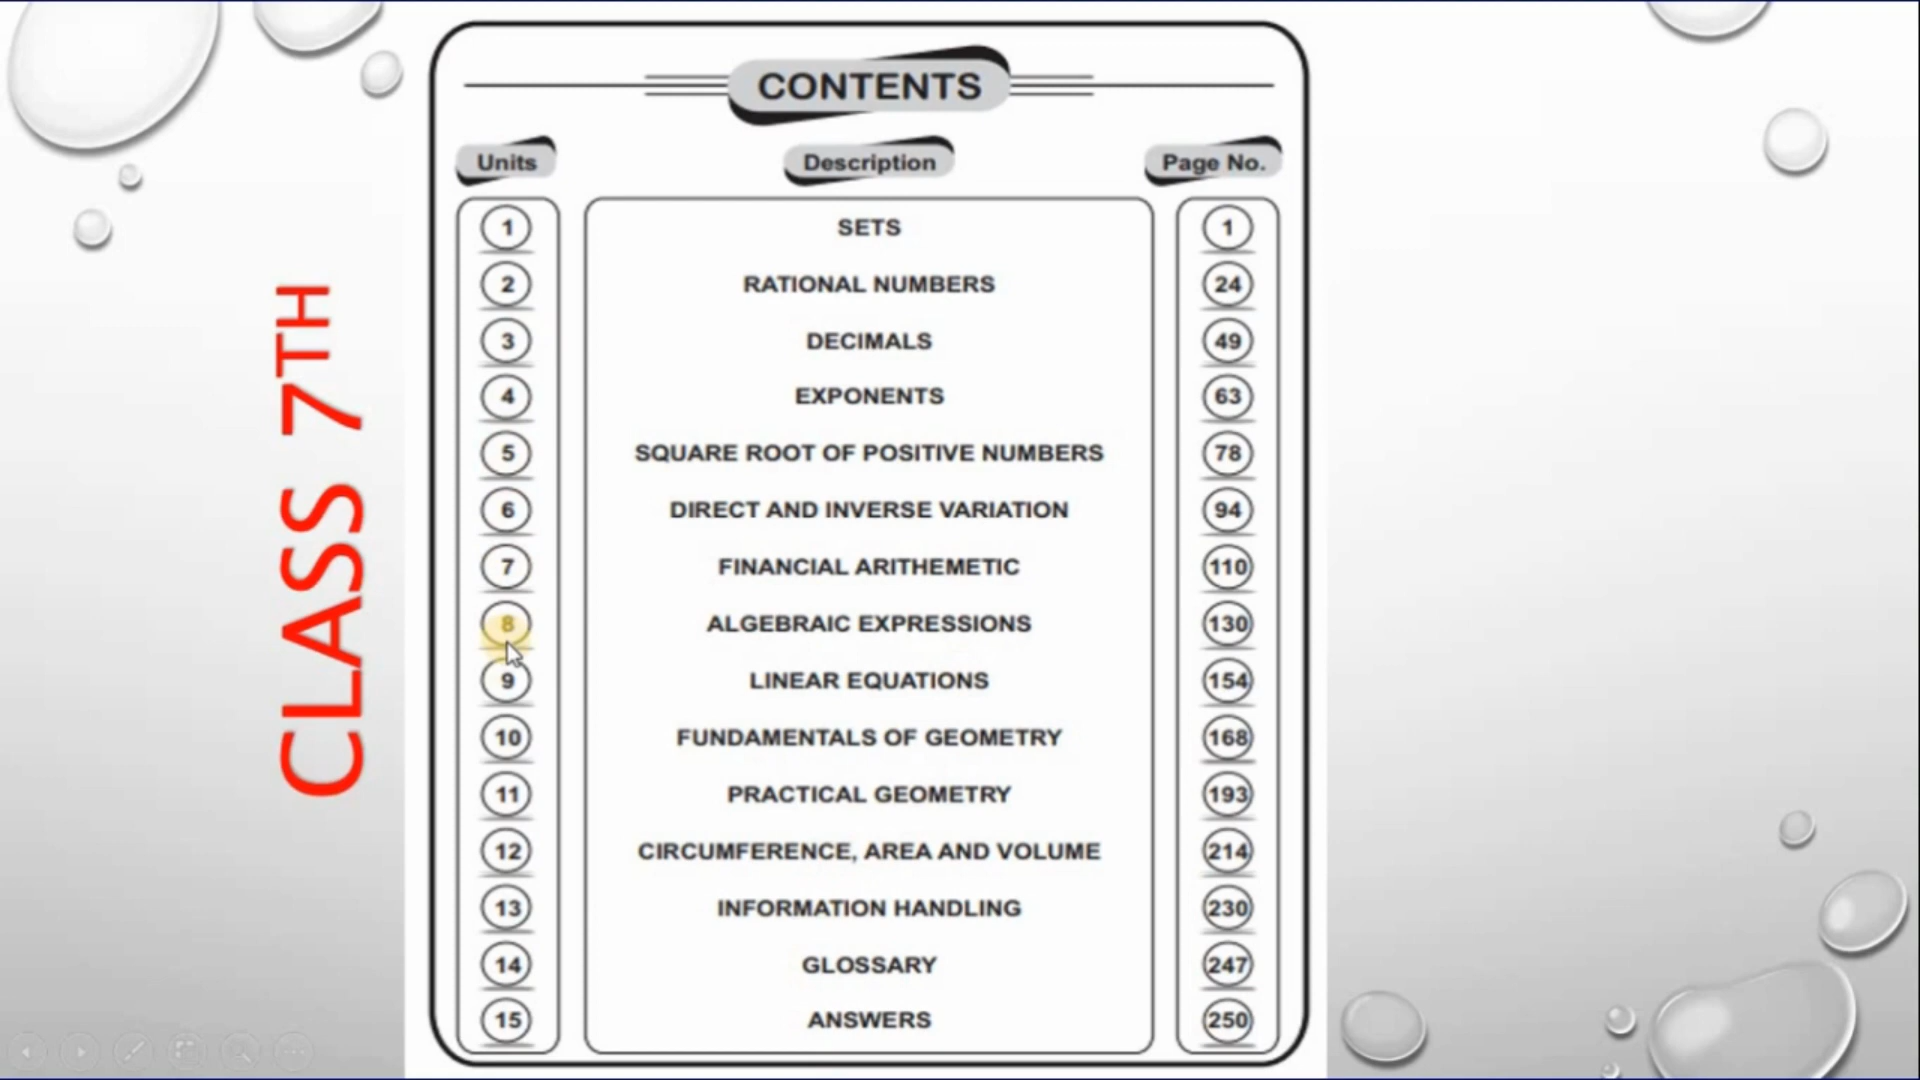 CLASS 7TH
CONTENTS
Units Description Page No.
1 SETS 1
2 RATIONAL NUMBERS 24
3 DECIMALS 49
4 EXPONENTS 63
5 SQUARE ROOT OF POSITIVE NUMBERS 78
6 DIRECT AND INVERSE VARIATION 94
7 FINANCIAL ARITHEMETIC 110
8 ALGEBRAIC EXPRESSIONS 130
9 LINEAR EQUATIONS 154
10 FUNDAMENTALS OF GEOMETRY 168
11 PRACTICAL GEOMETRY 193
12 CIRCUMFERENCE, AREA AND VOLUME 214
13 INFORMATION HANDLING 230
14 GLOSSARY 247
15 ANSWERS 250